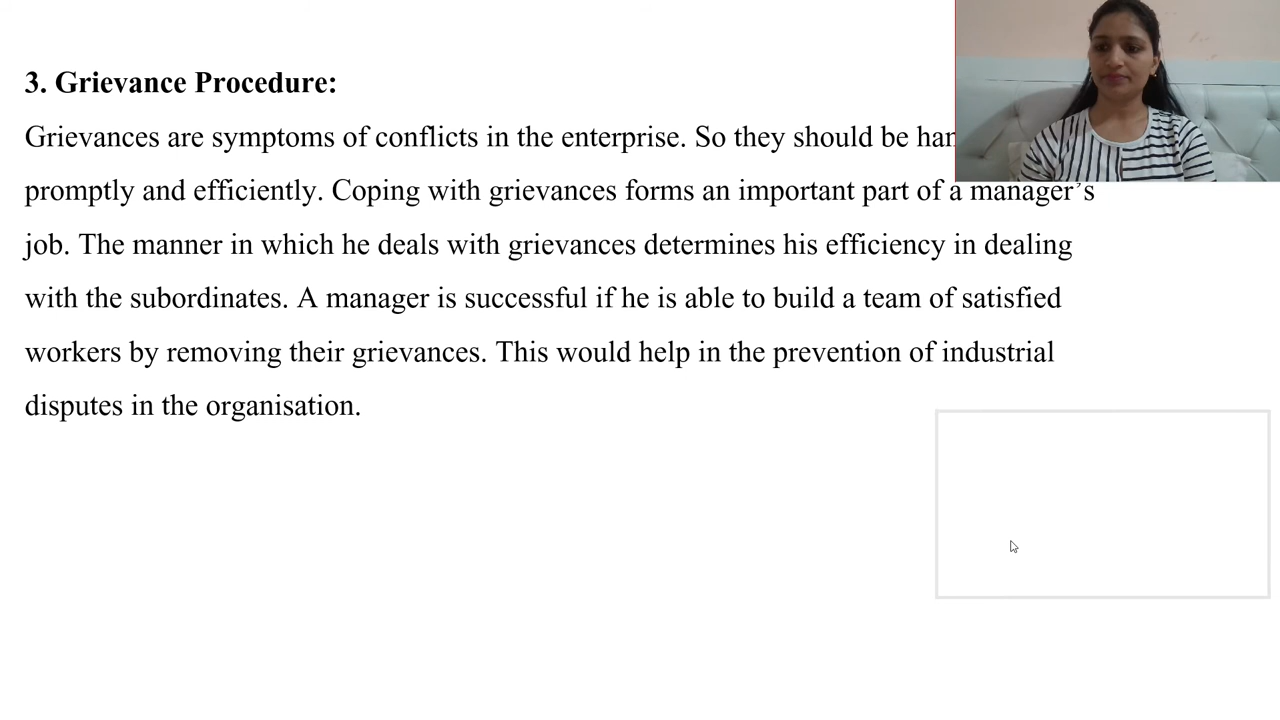 3. Grievance Procedure:
Grievances are symptoms of conflicts in the enterprise. So they should be
promptly and efficiently. Coping with grievances forms an important part of a manager’s
job. The manner in which he deals with grievances determines his efficiency in dealing
with the subordinates. A manager is successful if he is able to build a team of satisfied
workers by removing their grievances. This would help in the prevention of industrial
disputes in the organisation.